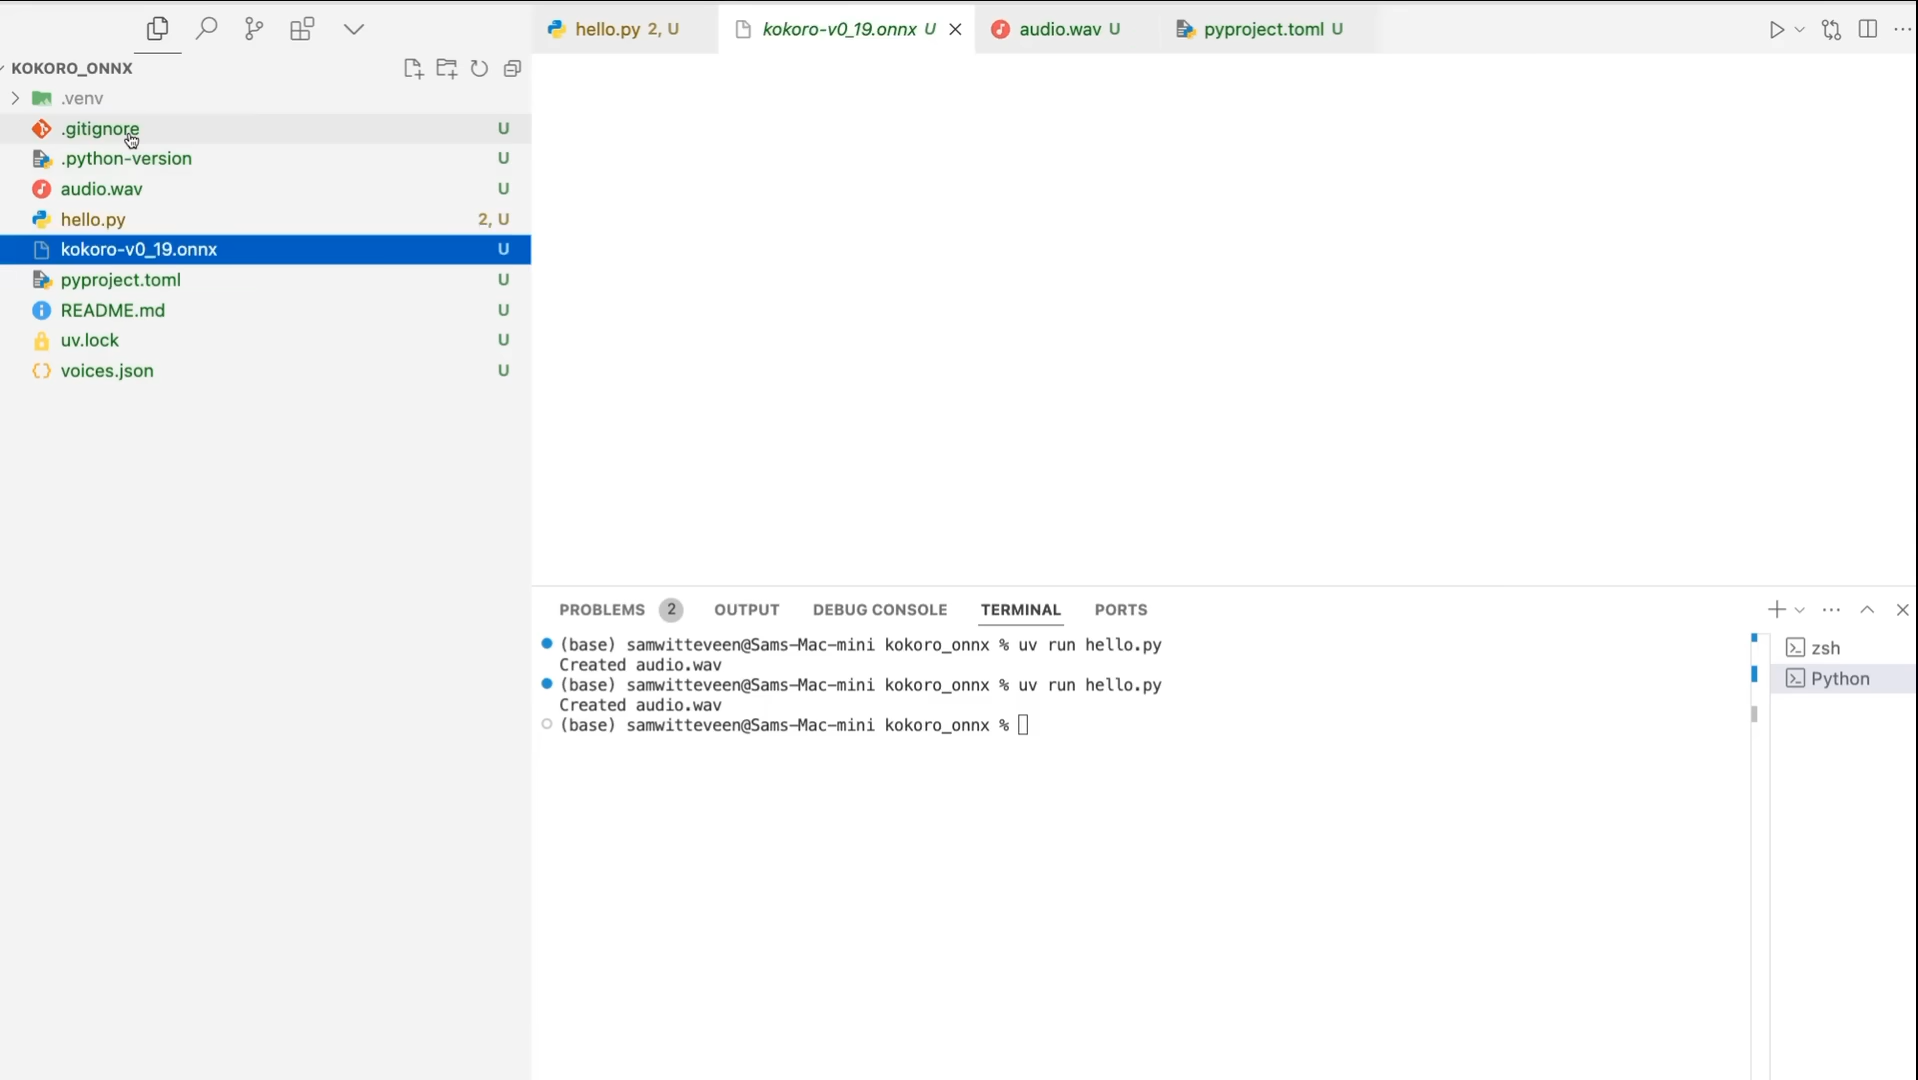 hello.py 2, U
kokoro-v0_19.onnx U
audio.wav U
pyproject.toml U
KOKORO_ONNX
.venv
.gitignore U
.python-version U
audio.wav U
hello.py 2, U
kokoro-v0_19.onnx U
pyproject.toml U
README.md U
uv.lock U
voices.json U
PROBLEMS 2 OUTPUT DEBUG CONSOLE TERMINAL PORTS
(base) samwitteveen@Sams-Mac-mini kokoro_onnx % uv run hello.py
Created audio.wav
(base) samwitteveen@Sams-Mac-mini kokoro_onnx % uv run hello.py
Created audio.wav
(base) samwitteveen@Sams-Mac-mini kokoro_onnx %
zsh
Python